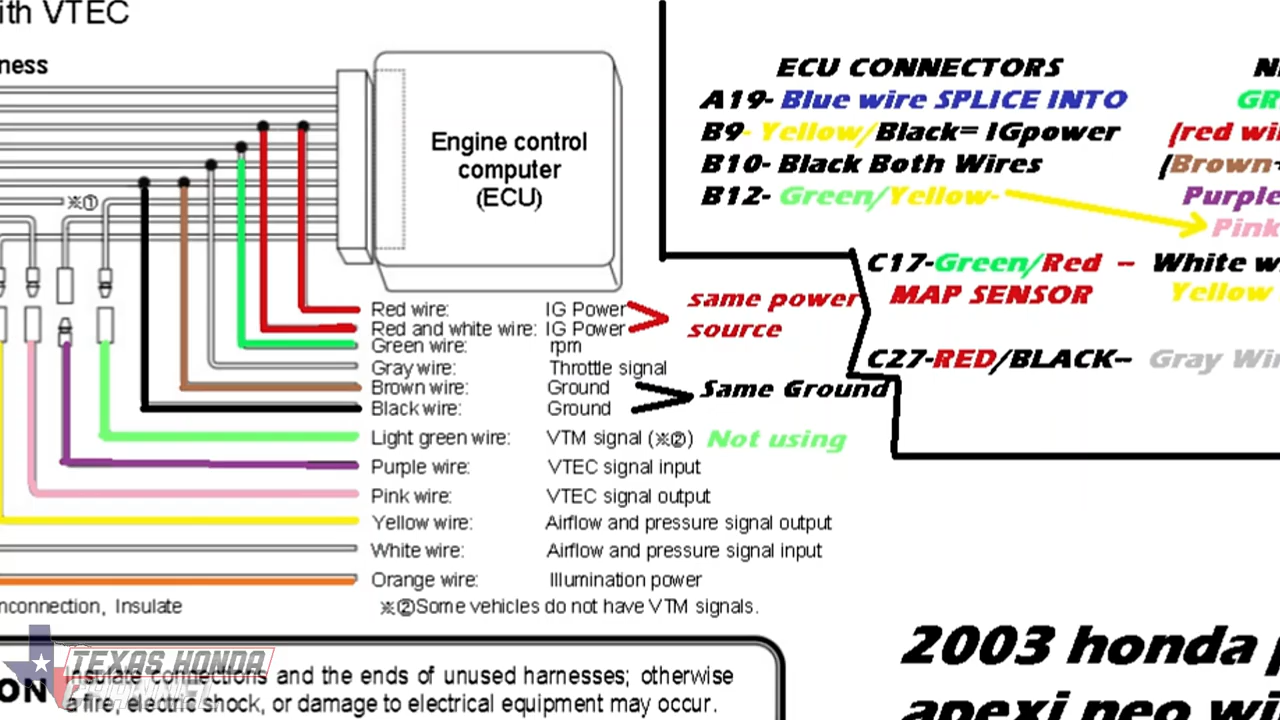 ith VTEC
ness
※①
Engine control
computer
(ECU)
Red wire: IG Power
Red and white wire: IG Power
Green wire: rpm
Gray wire: Throttle signal
Brown wire: Ground
Black wire: Ground
Light green wire: VTM signal (※②) Not using
Purple wire: VTEC signal input
Pink wire: VTEC signal output
Yellow wire: Airflow and pressure signal output
White wire: Airflow and pressure signal input
Orange wire: Illumination power
nconnection, Insulate
※②Some vehicles do not have VTM signals.
same power
source
Same Ground
ECU CONNECTORS
A19- Blue wire SPLICE INTO
B9- Yellow/Black= IGpower
B10- Black Both Wires
B12- Green/Yellow-
N
GR
(red wi
(Brown+
Purple
Pink
C17-Green/Red -- White w
MAP SENSOR Yellow
C27-RED/BLACK-- Gray Wi
2003 honda p
apexi neo wi
TEXAS HONDA
CHANNEL
ON
Insulate connections and the ends of unused harnesses; otherwise
a fire, electric shock, or damage to electrical equipment may occur.